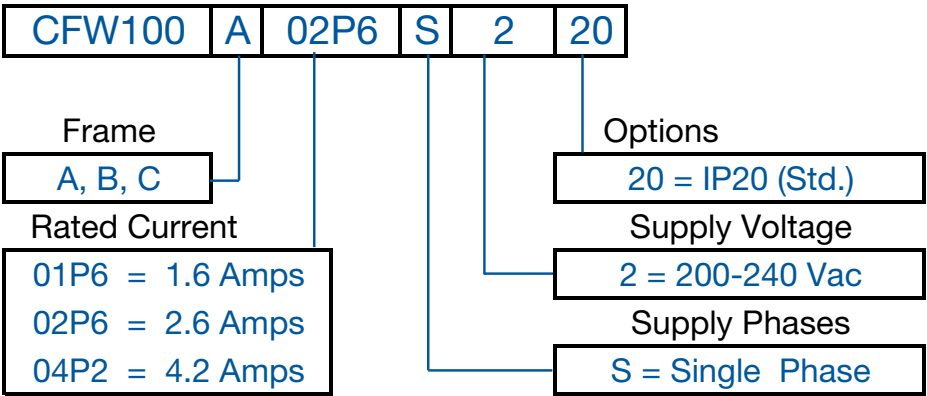 CFW100 A 02P6 S 2 20
Frame
A, B, C
Rated Current
01P6 = 1.6 Amps
02P6 = 2.6 Amps
04P2 = 4.2 Amps
Options
20 = IP20 (Std.)
Supply Voltage
2 = 200-240 Vac
Supply Phases
S = Single Phase